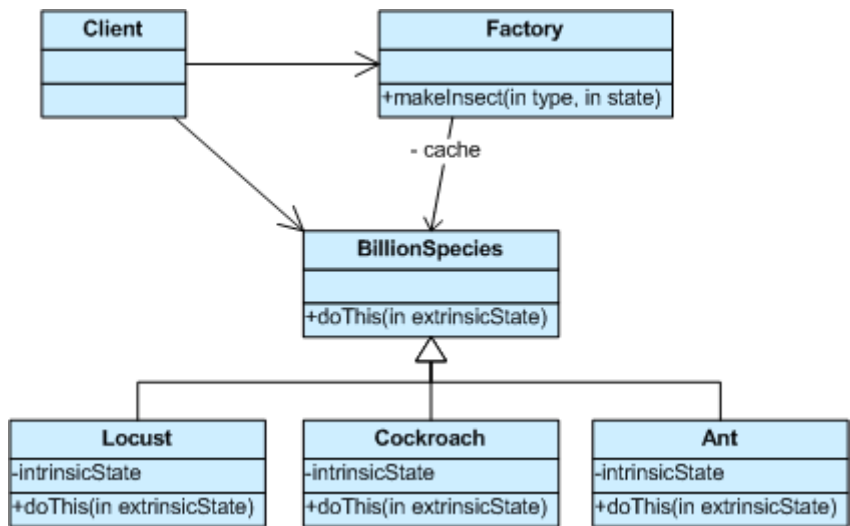 Client
Factory
+makeInsect(in type, in state)
- cache
BillionSpecies
+doThis(in extrinsicState)
Locust
-intrinsicState
+doThis(in extrinsicState)
Cockroach
-intrinsicState
+doThis(in extrinsicState)
Ant
-intrinsicState
+doThis(in extrinsicState)